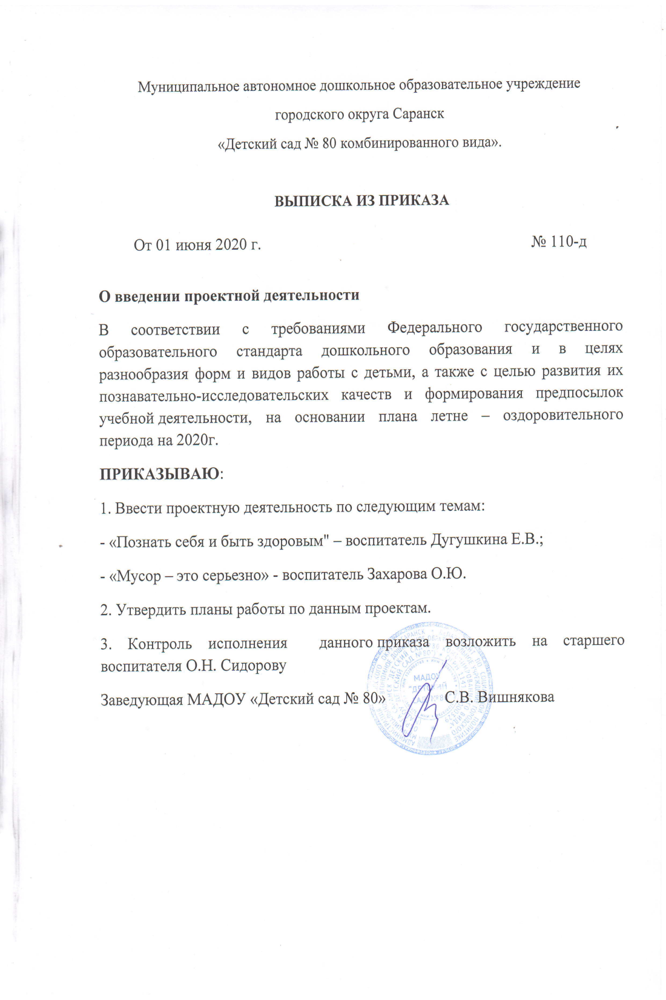 Муниципальное автономное дошкольное образовательное учреждение
городского округа Саранск
«Детский сад № 80 комбинированного вида».
ВЫПИСКА ИЗ ПРИКАЗА
От 01 июня 2020 г. № 110-д
О введении проектной деятельности
В соответствии с требованиями Федерального государственного
образовательного стандарта дошкольного образования и в целях
разнообразия форм и видов работы с детьми, а также с целью развития их
познавательно-исследовательских качеств и формирования предпосылок
учебной деятельности, на основании плана летне – оздоровительного
периода на 2020г.
ПРИКАЗЫВАЮ:
1. Ввести проектную деятельность по следующим темам:
- «Познать себя и быть здоровым" – воспитатель Дугушкина Е.В.;
- «Мусор – это серьезно» - воспитатель Захарова О.Ю.
2. Утвердить планы работы по данным проектам.
3. Контроль исполнения данного приказа возложить на старшего
воспитателя О.Н. Сидорову
Заведующая МАДОУ «Детский сад № 80» С.В. Вишнякова
МАДОУ